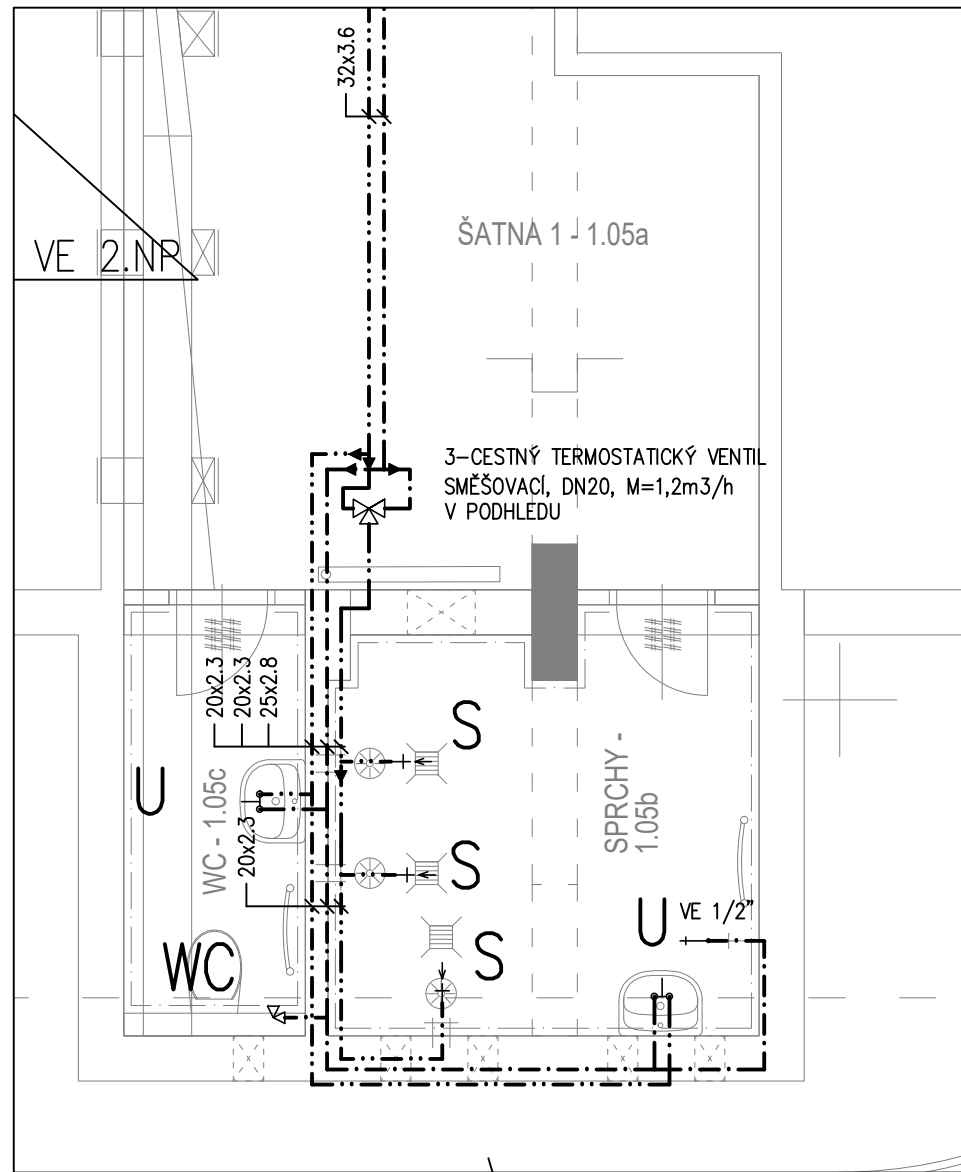 32x3.6
ŠATNA 1 - 1.05a
VE 2.NP
3-CESTNÝ TERMOSTATICKÝ VENTIL
SMĚŠOVACÍ, DN20, M=1,2m3/h
V PODHLEDU
20x2.3
20x2.3
25x2.8
S
U
WC - 1.05c
SPRCHY -
1.05b
20x2.3
S
U
VE 1/2"
WC
S